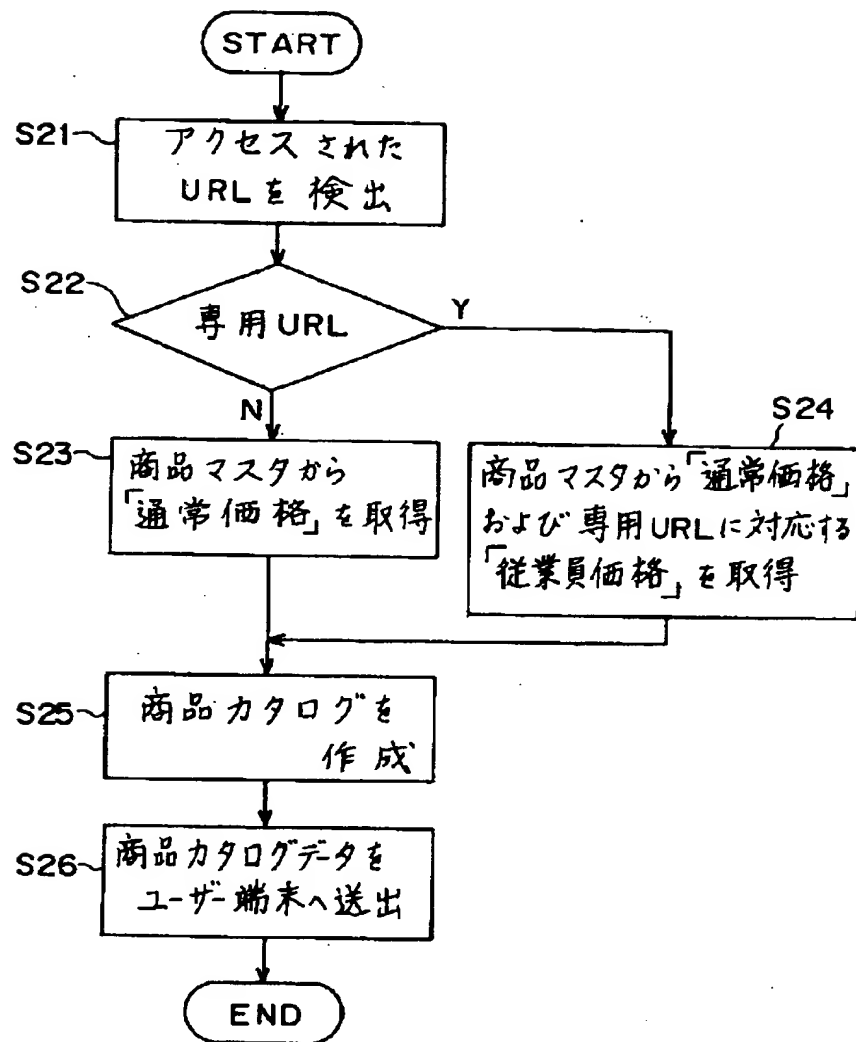 START
S21
アクセスされた
URLを検出
S22
専用URL
Y
N
S23
商品マスタから
「通常価格」を取得
S24
商品マスタから「通常価格」
および専用URLに対応する
「従業員価格」を取得
S25
商品カタログを
作成
S26
商品カタログデータを
ユーザー端末へ送出
END